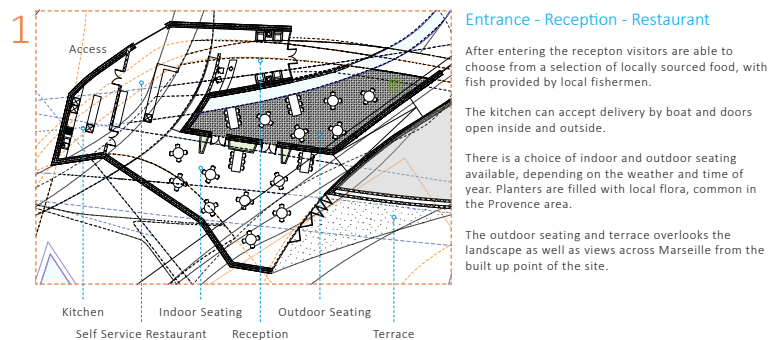 1
Access
Kitchen
Indoor Seating
Outdoor Seating
Self Service Restaurant
Reception
Terrace
Entrance - Reception - Restaurant
After entering the recepton visitors are able to
choose from a selection of locally sourced food, with
fish provided by local fishermen.
The kitchen can accept delivery by boat and doors
open inside and outside.
There is a choice of indoor and outdoor seating
available, depending on the weather and time of
year. Planters are filled with local flora, common in
the Provence area.
The outdoor seating and terrace overlooks the
landscape as well as views across Marseille from the
built up point of the site.